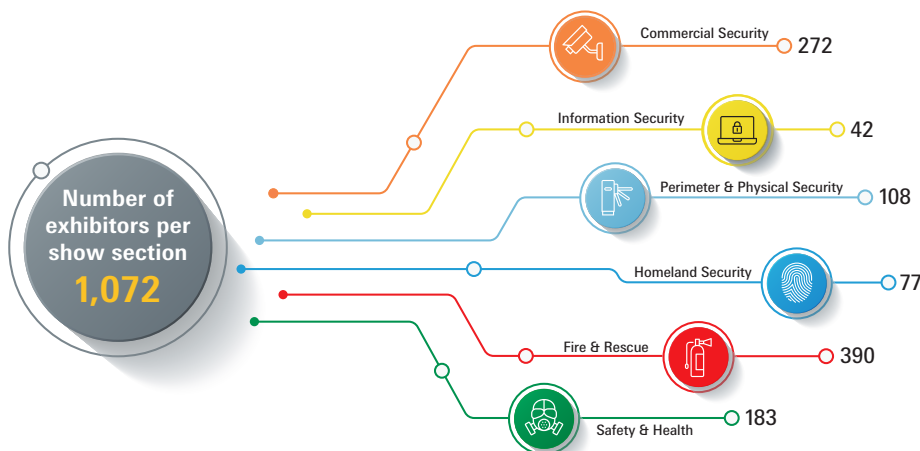 Number of
exhibitors per
show section
1,072
Commercial Security
272
Information Security
42
Perimeter & Physical Security
108
Homeland Security
77
Fire & Rescue
390
Safety & Health
183